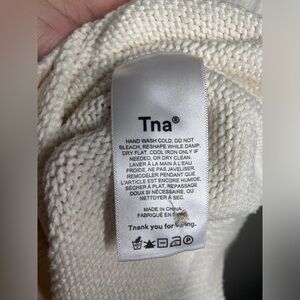 Tna®
HAND WASH COLD, DO NOT
BLEACH, RESHAPE WHILE DAMP,
DRY FLAT, COOL IRON ONLY IF
NEEDED, OR DRY CLEAN.
LAVER À LA MAIN À L'EAU
FROIDE, NE PAS JAVELISER,
REMODELER PENDANT QUE
L'ARTICLE EST ENCORE HUMIDE,
SÉCHER À PLAT, REPASSAGE
DOUX SI NÉCESSAIRE, OU
NETTOYER À SEC.
MADE IN CHINA
FABRIQUÉ EN
Thank you for